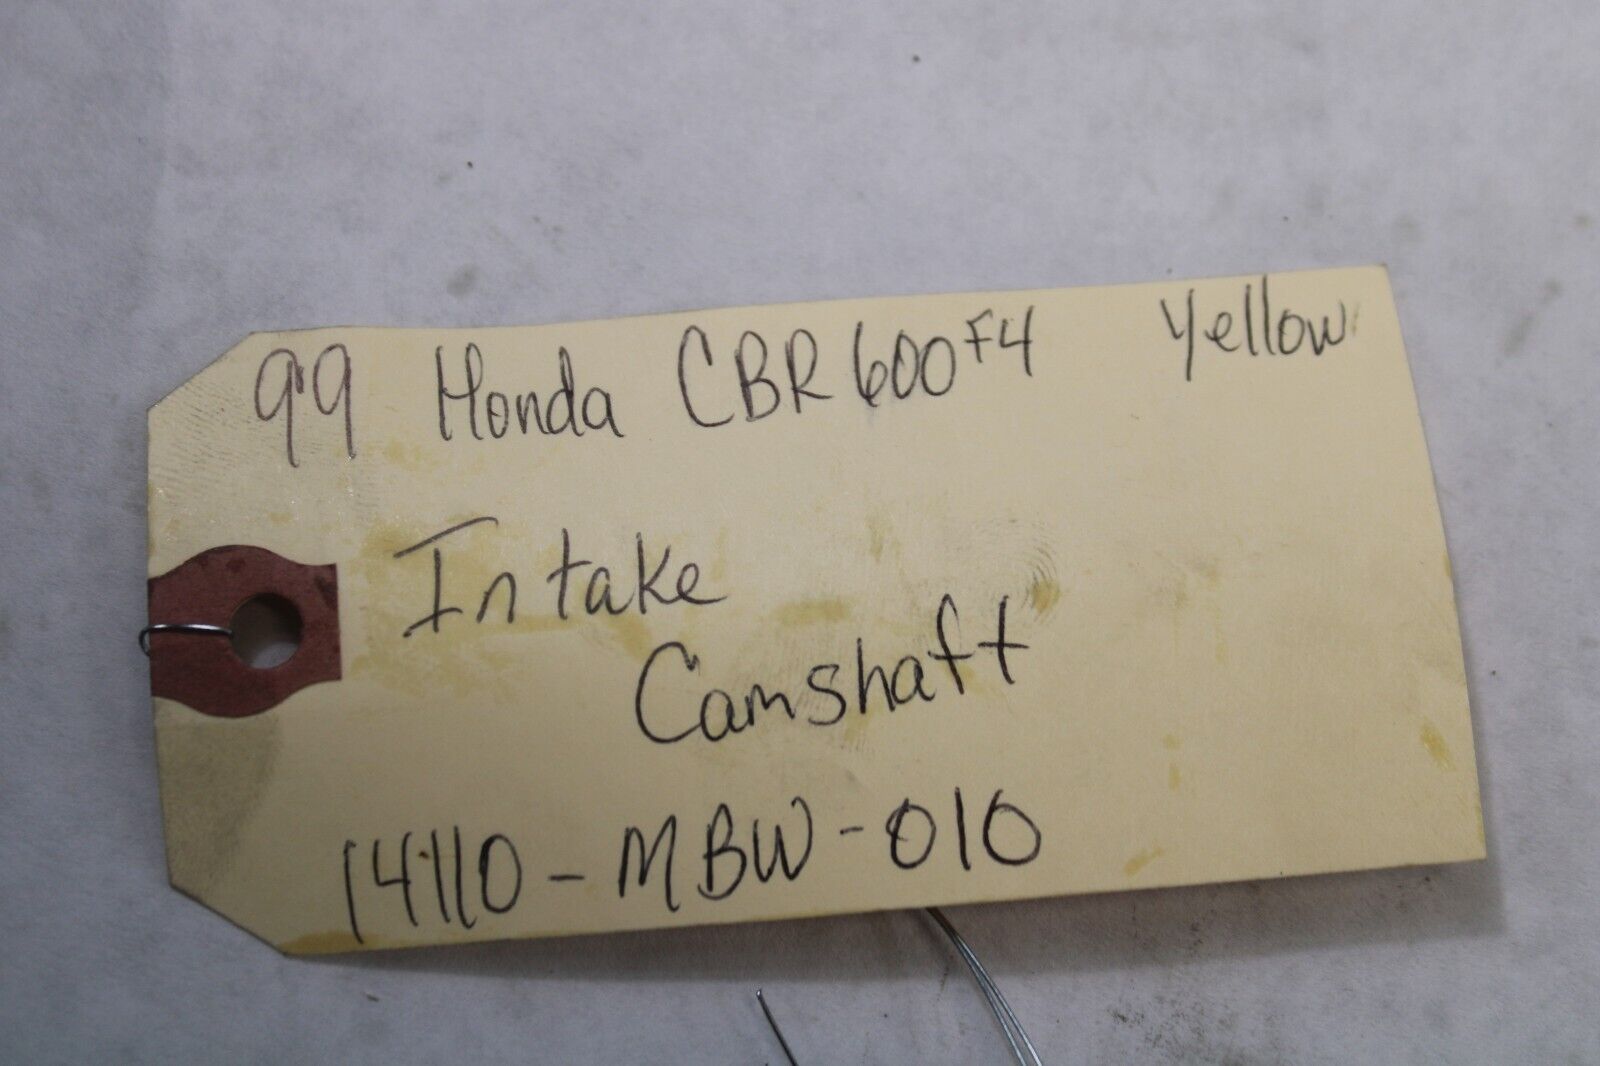 99 Honda CBR600F4 Yellow
Intake
Camshaft
14110-MBW-010